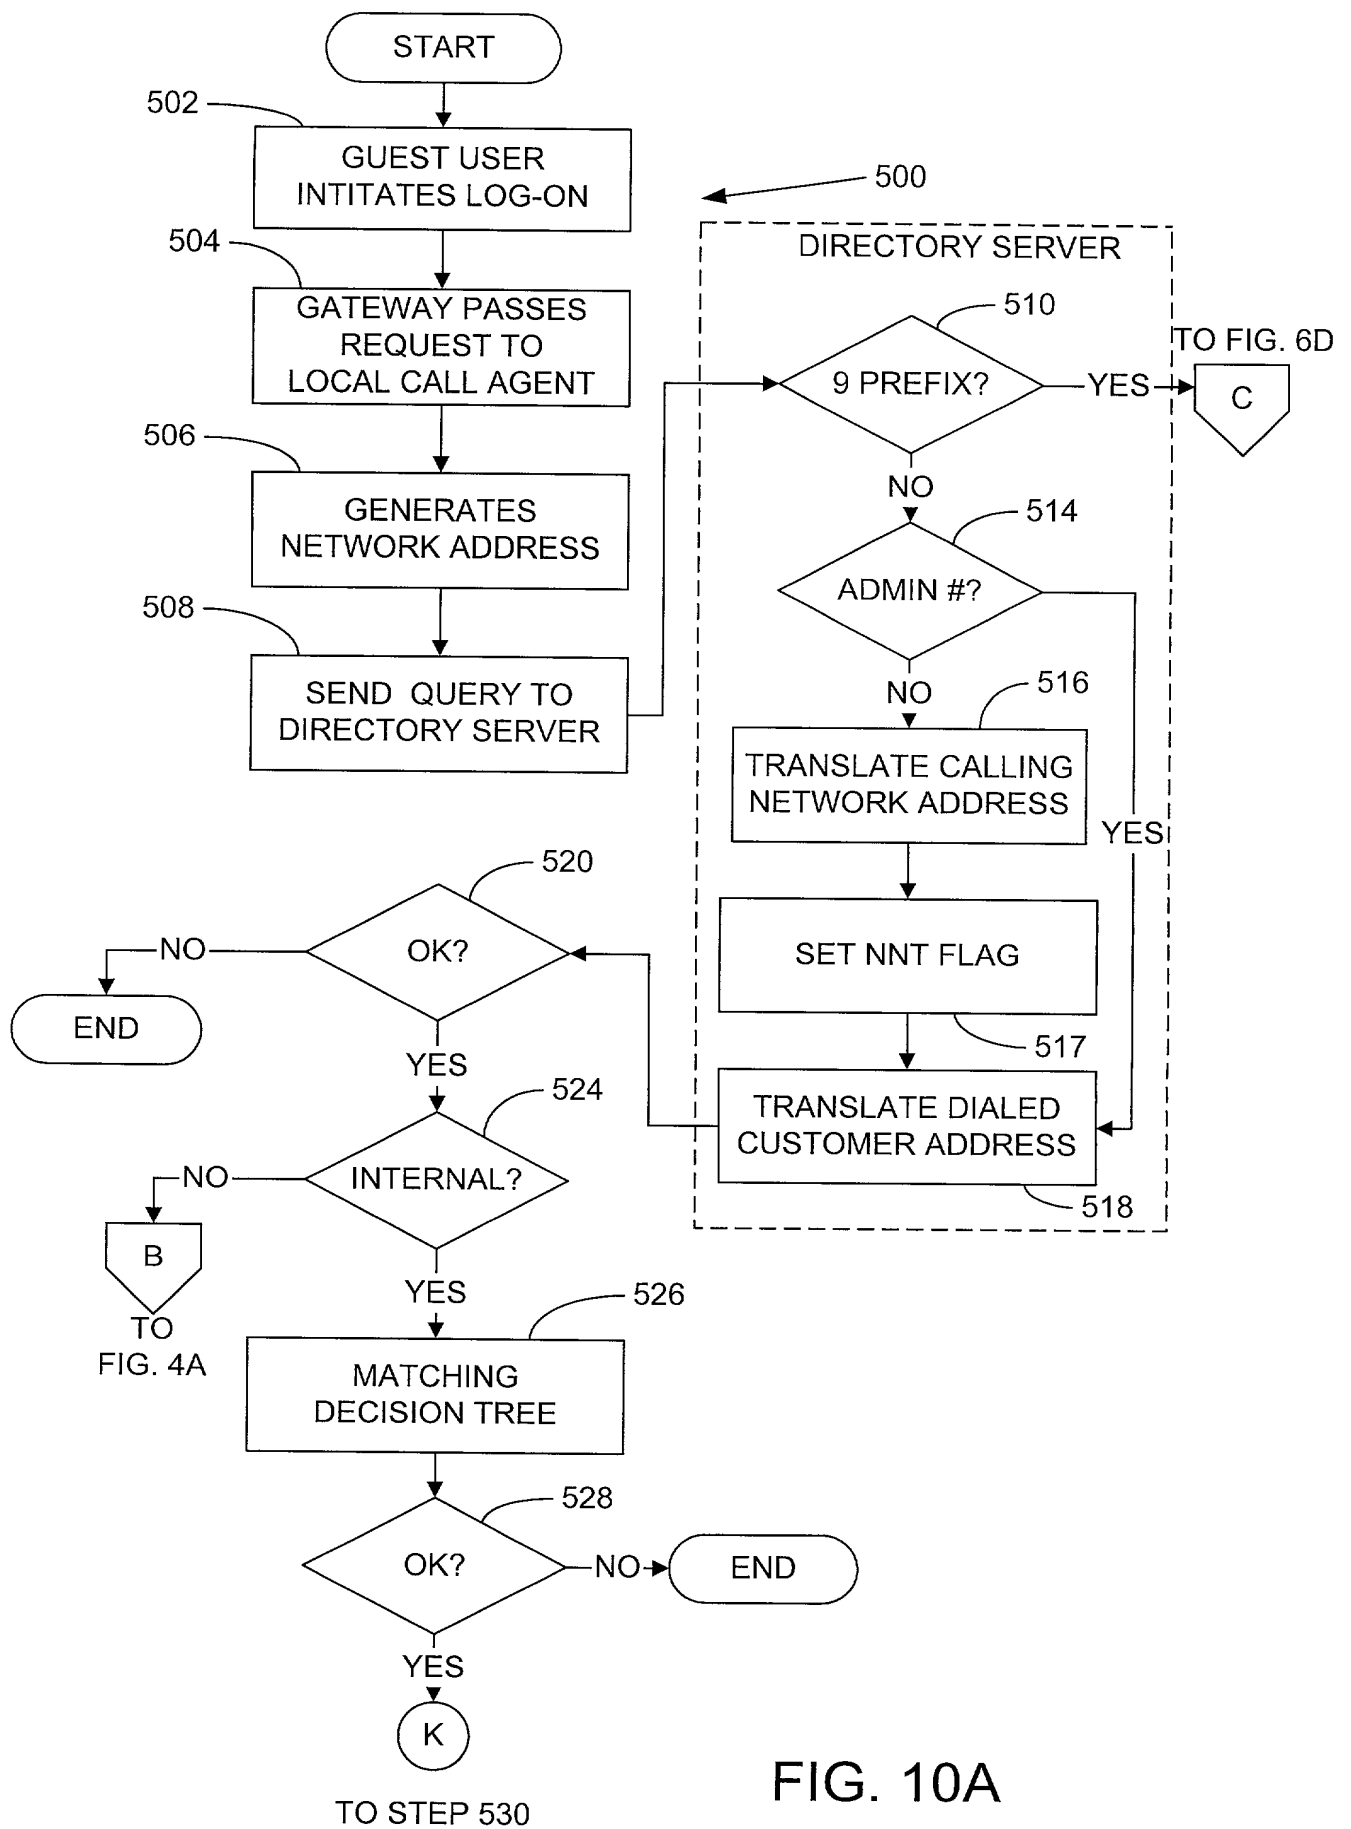 START
502
GUEST USER
INTITATES LOG-ON
500
504
DIRECTORY SERVER
GATEWAY PASSES
REQUEST TO
LOCAL CALL AGENT
510
TO FIG. 6D
9 PREFIX?
YES
C
506
NO
GENERATES
NETWORK ADDRESS
514
ADMIN #?
508
NO
516
SEND QUERY TO
DIRECTORY SERVER
TRANSLATE CALLING
NETWORK ADDRESS
YES
520
NO
OK?
SET NNT FLAG
END
517
YES
524
TRANSLATE DIALED
CUSTOMER ADDRESS
518
NO
INTERNAL?
B
TO
FIG. 4A
YES
526
MATCHING
DECISION TREE
528
OK?
NO
END
YES
K
TO STEP 530
FIG. 10A